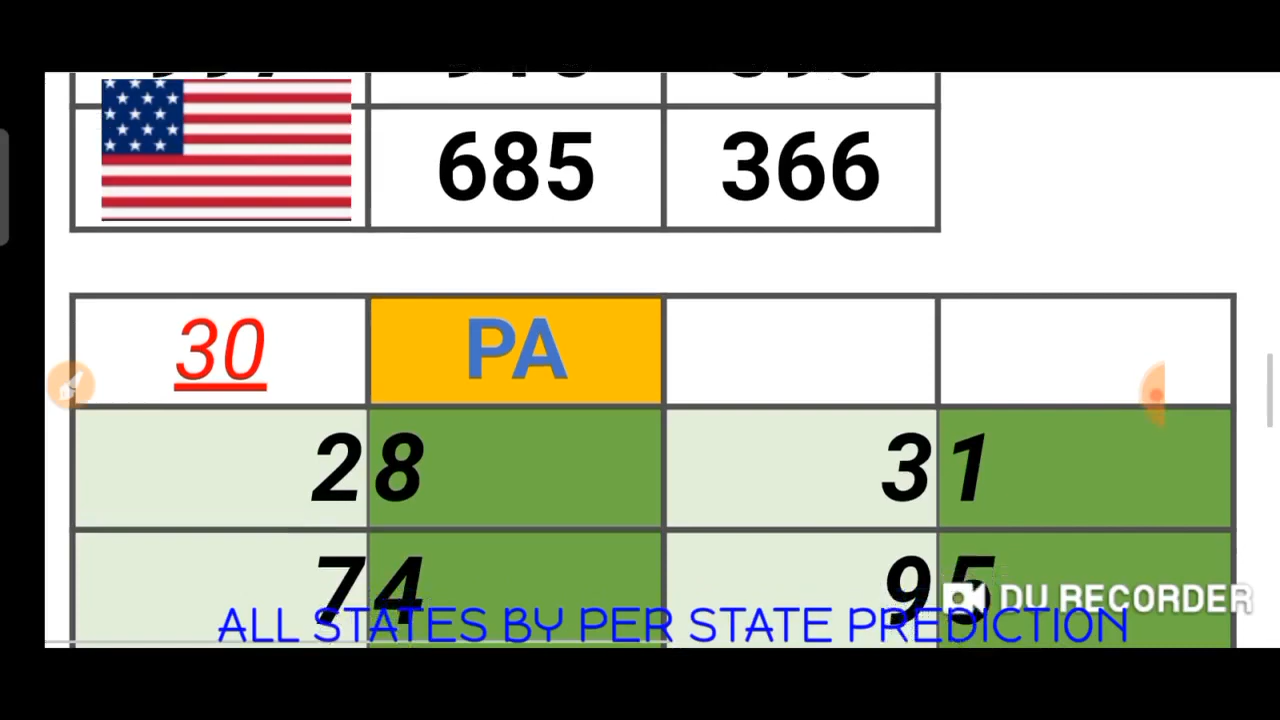 685 366
30 PA
28 31
74 95
DU RECORDER
ALL STATES BY PER STATE PREDICTION